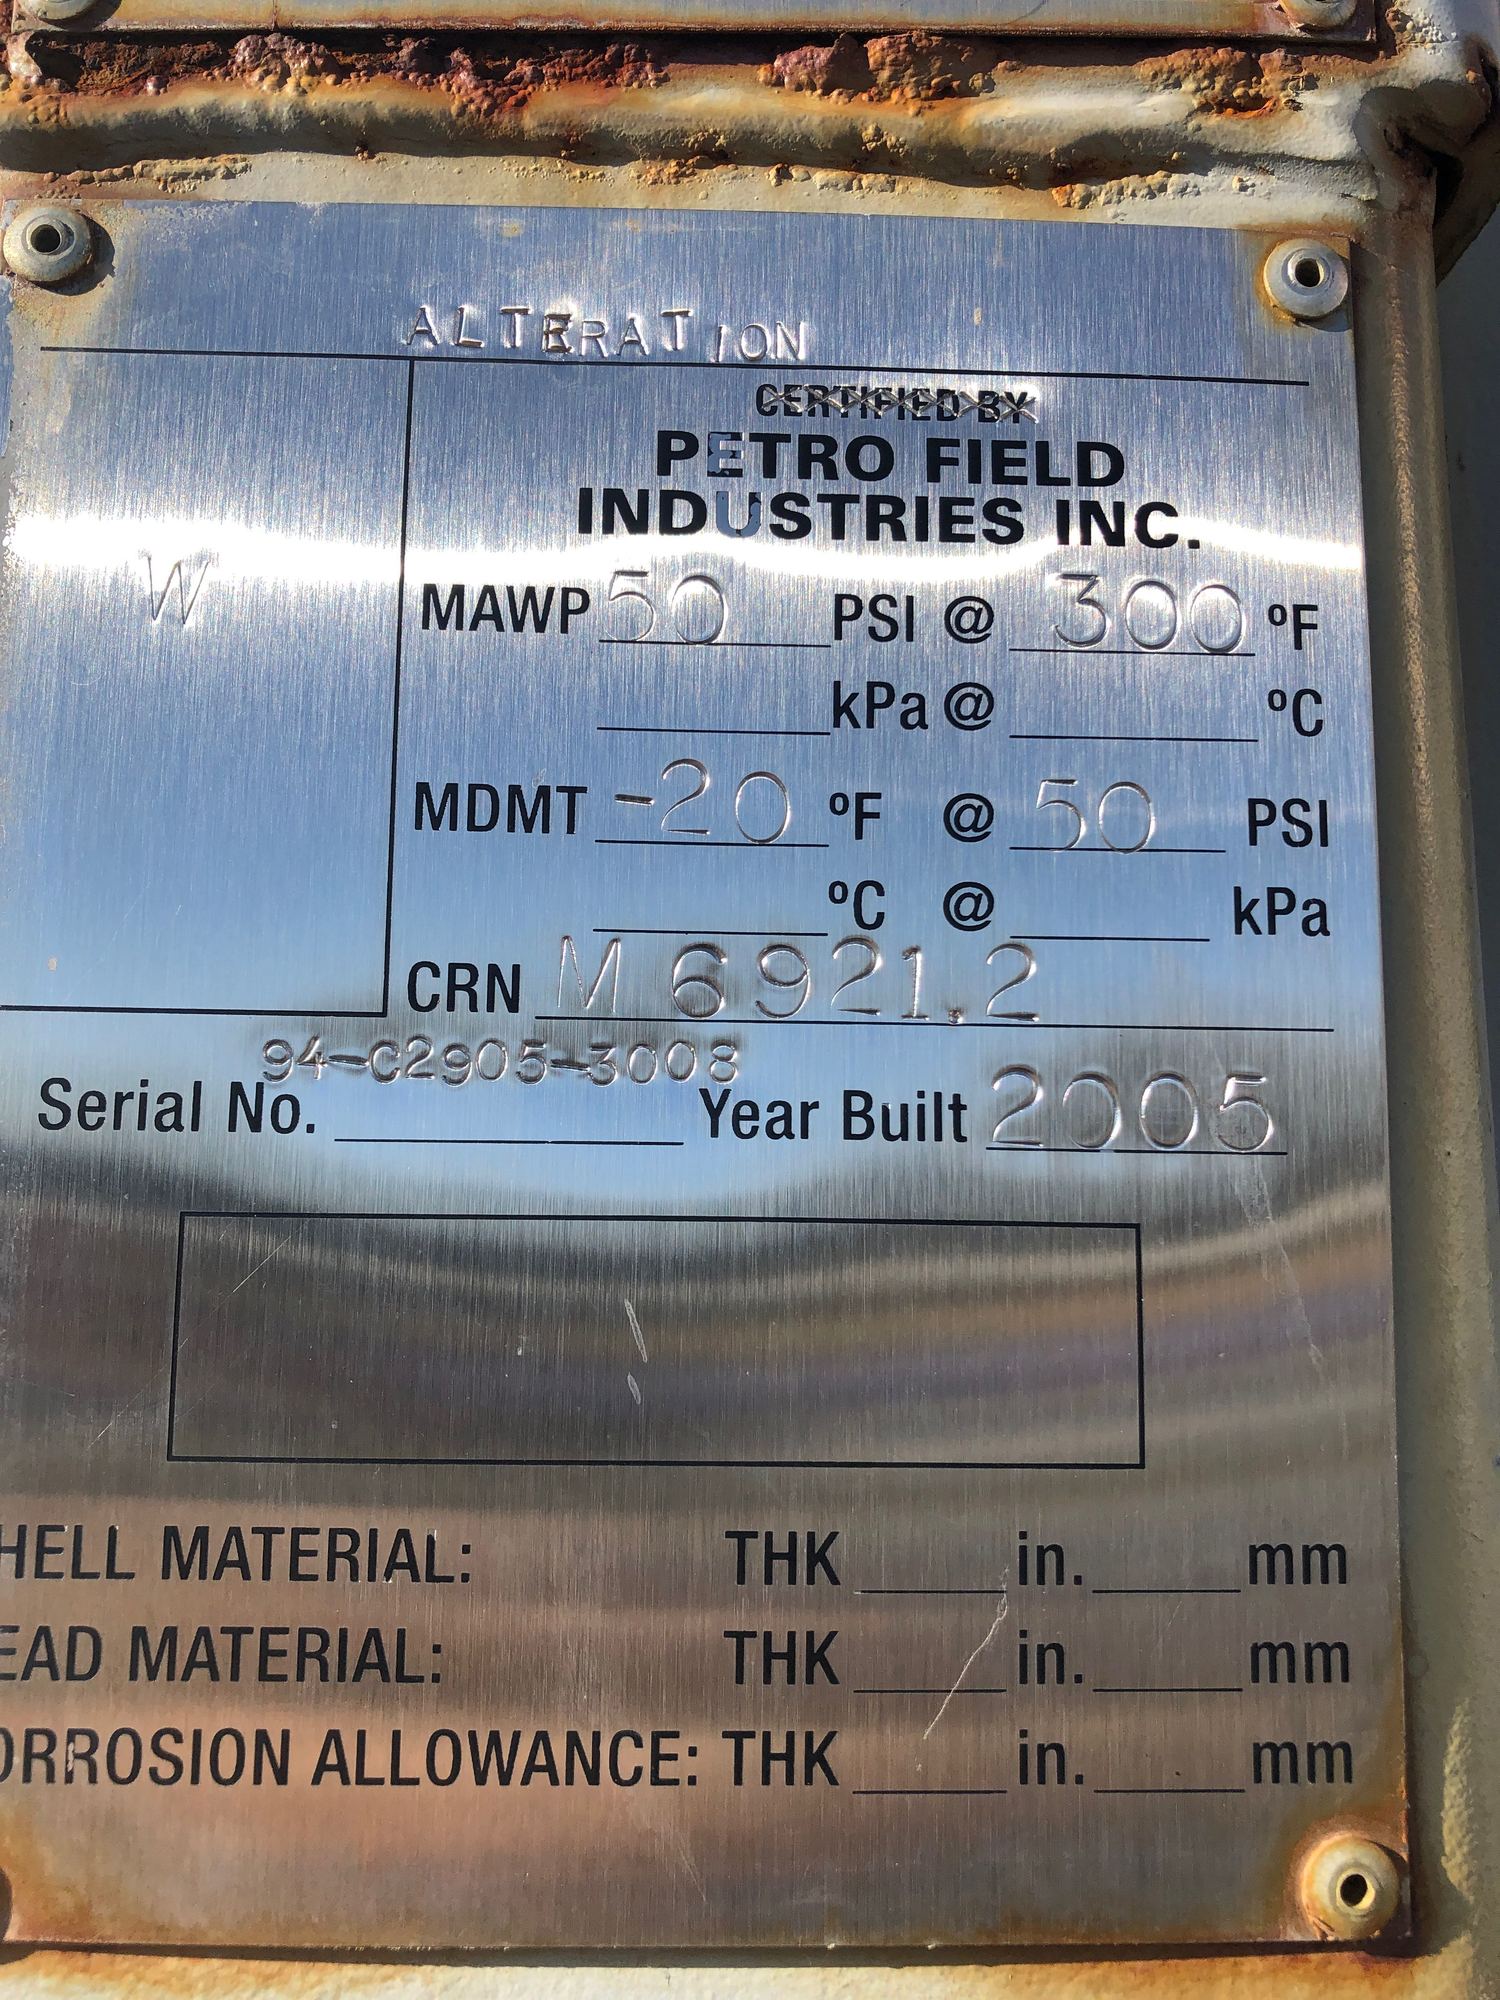 ALTERATION
CERTIFIED BY
PETRO FIELD
INDUSTRIES INC.
W
MAWP 50 PSI @ 300 ºF
kPa @ ºC
MDMT -20 ºF @ 50 PSI
ºC @ kPa
CRN M 6921.2
94-C2905-3008
Serial No. Year Built 2005
HELL MATERIAL: THK in. mm
EAD MATERIAL: THK in. mm
ORROSION ALLOWANCE: THK in. mm